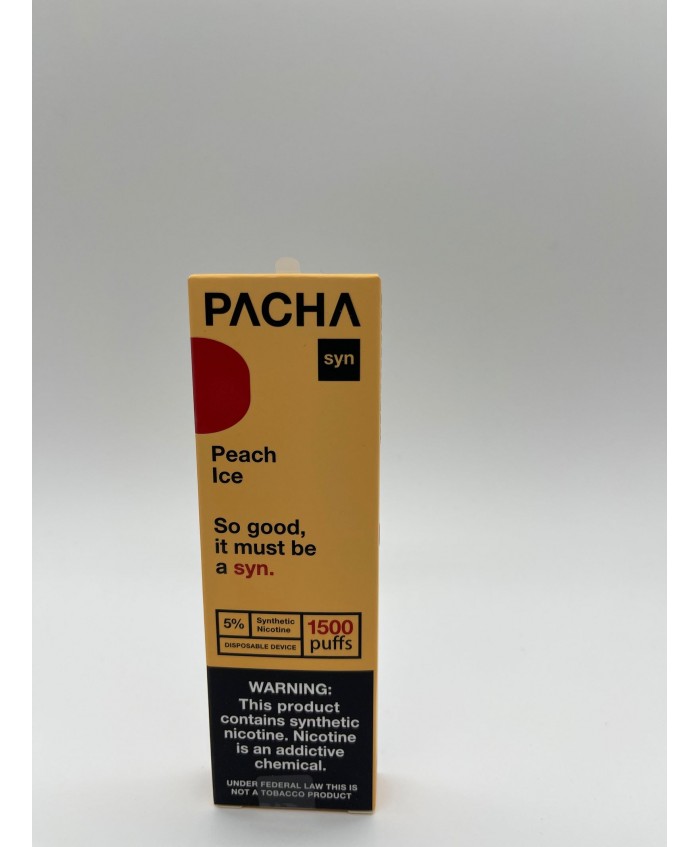 PACHA
syn
Peach
Ice
So good,
it must be
a syn.
5%
Synthetic
Nicotine
DISPOSABLE DEVICE
1500
puffs
WARNING:
This product
contains synthetic
nicotine. Nicotine
is an addictive
chemical.
UNDER FEDERAL LAW THIS IS
NOT A TOBACCO PRODUCT